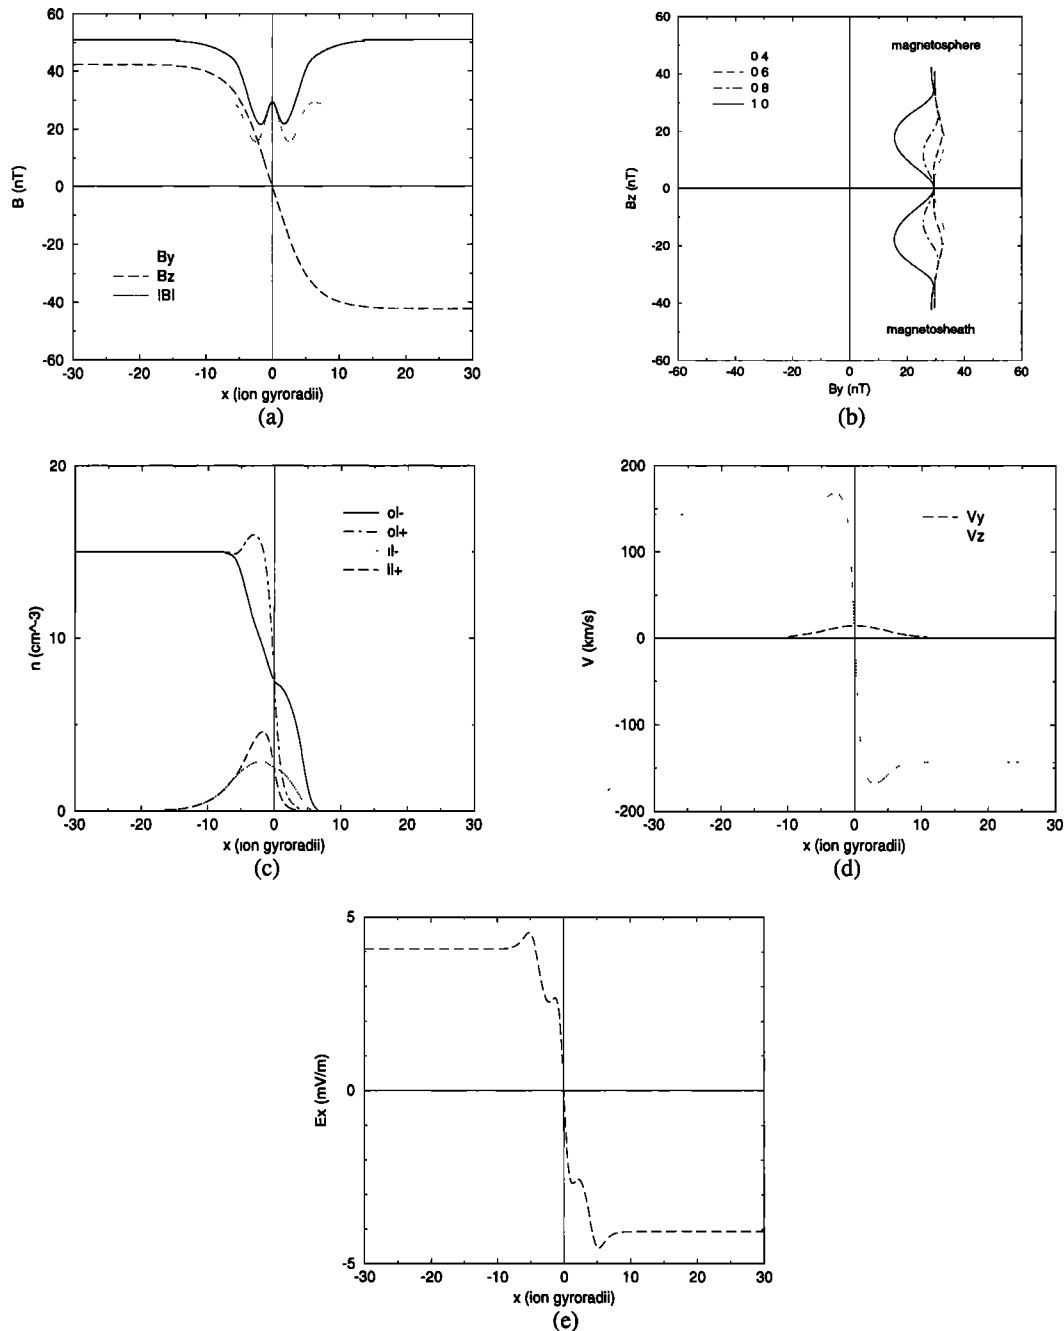 60
40
20
0
-20
-40
-60
B (nT)
By
Bz
|B|
-30 -20 -10 0 10 20 30
x (ion gyroradii)
(a)
60
40
20
0
-20
-40
-60
Bz (nT)
magnetosphere
0 4
0 6
0 8
1 0
magnetosheath
-60 -40 -20 0 20 40 60
By (nT)
(b)
20
10
0
n (cm^-3)
ol-
ol+
il-
il+
-30 -20 -10 0 10 20 30
x (ion gyroradii)
(c)
200
100
0
-100
-200
V (km/s)
Vy
Vz
-30 -20 -10 0 10 20 30
x (ion gyroradii)
(d)
5
0
-5
Ex (mV/m)
-30 -20 -10 0 10 20 30
x (ion gyroradii)
(e)